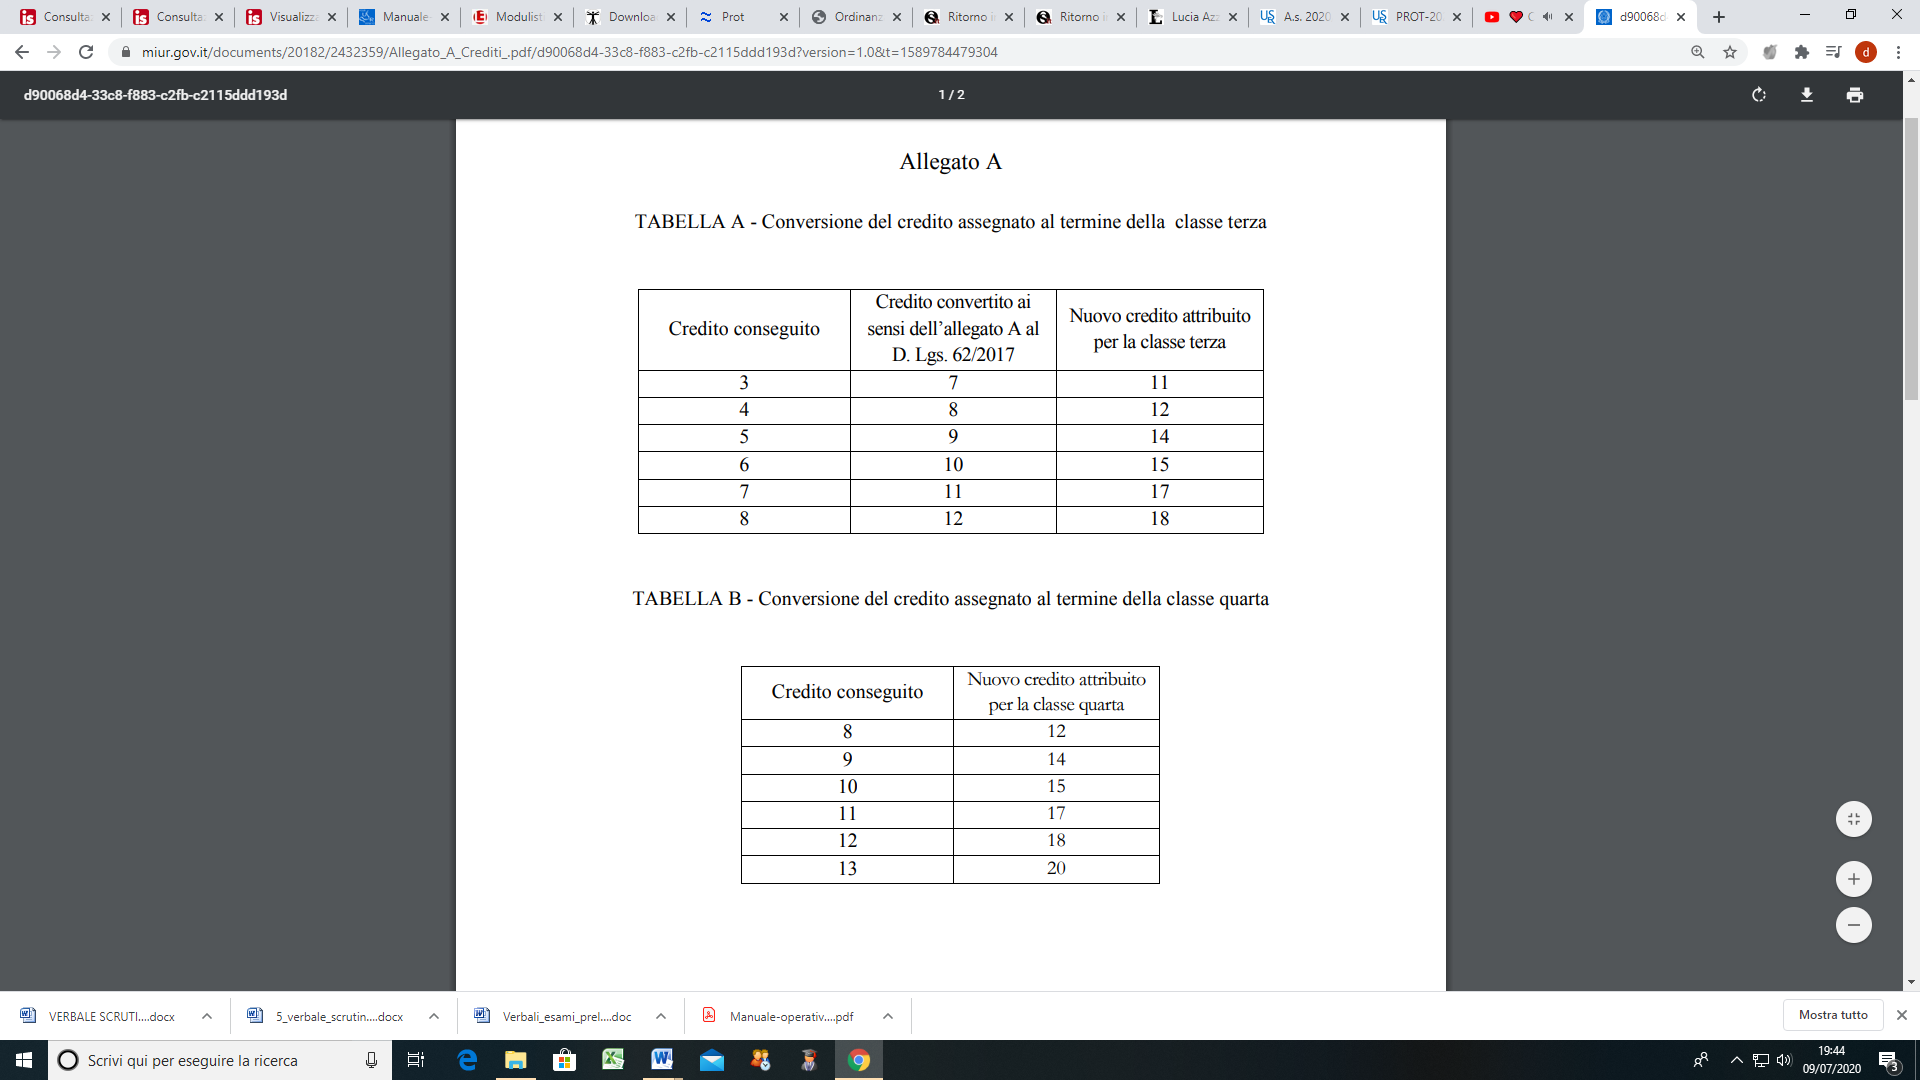 Consulta
Consulta
Visualizz
Manuale
Modulist
Downloa
Prot
Ordinanz
Ritorno i
Ritorno i
Lucia Az
A.s. 2020
PROT-20
d90068d
miur.gov.it/documents/20182/2432359/Allegato_A_Crediti_.pdf/d90068d4-33c8-f883-c2fb-c2115ddd193d?version=1.0&t=1589784479304
d
d90068d4-33c8-f883-c2fb-c2115ddd193d
1 / 2
Allegato A
TABELLA A - Conversione del credito assegnato al termine della classe terza
Credito conseguito
Credito convertito ai
sensi dell’allegato A al
D. Lgs. 62/2017
Nuovo credito attribuito
per la classe terza
3 7 11
4 8 12
5 9 14
6 10 15
7 11 17
8 12 18
TABELLA B - Conversione del credito assegnato al termine della classe quarta
Credito conseguito
Nuovo credito attribuito
per la classe quarta
8 12
9 14
10 15
11 17
12 18
13 20
VERBALE SCRUTI....docx
5_verbale_scrutin....docx
Verbali_esami_prel....doc
Manuale-operativ....pdf
Mostra tutto
Scrivi qui per eseguire la ricerca
19:44
09/07/2020
3